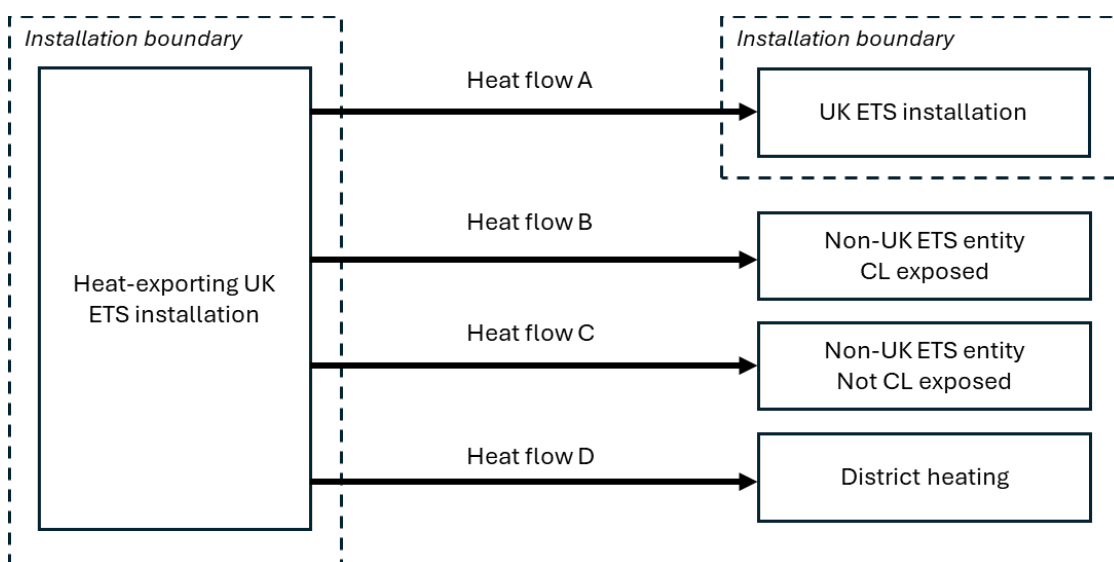 Installation boundary
Installation boundary
Heat-exporting UK
ETS installation
Heat flow A
UK ETS installation
Heat flow B
Non-UK ETS entity
CL exposed
Heat flow C
Non-UK ETS entity
Not CL exposed
Heat flow D
District heating